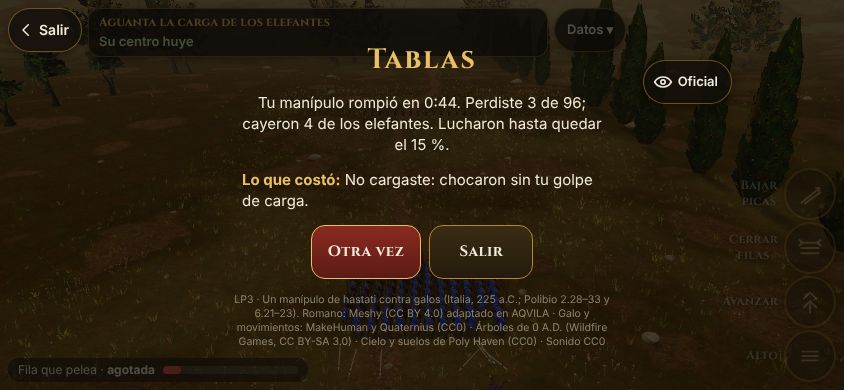 Salir
AGUANTA LA CARGA DE LOS ELEFANTES
Su centro huye
Datos ▾
TABLAS
Oficial
Tu manípulo rompió en 0:44. Perdiste 3 de 96;
cayeron 4 de los elefantes. Lucharon hasta quedar
el 15 %.
Lo que costó: No cargaste: chocaron sin tu golpe
de carga.
OTRA VEZ
SALIR
BAJAR
PICAS
CERRAR
FILAS
AVANZAR
ALTO
LP3 · Un manípulo de hastati contra galos (Italia, 225 a.C.; Polibio 2.28–33 y
6.21–23). Romano: Meshy (CC BY 4.0) adaptado en AQVILA · Galo y
movimientos: MakeHuman y Quaternius (CC0) · Árboles de 0 A.D. (Wildfire
Games, CC BY-SA 3.0) · Cielo y suelos de Poly Haven (CC0) · Sonido CC0
Fila que pelea · agotada